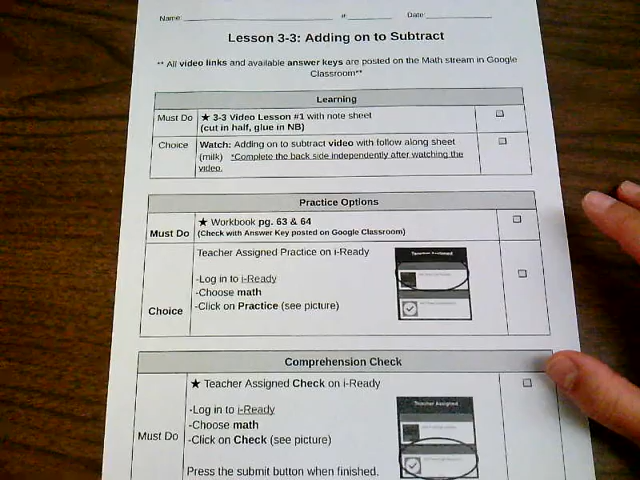 Name: #: Date:
Lesson 3-3: Adding on to Subtract
** All video links and available answer keys are posted on the Math stream in Google
Classroom**
Learning
Must Do
★ 3-3 Video Lesson #1 with note sheet
(cut in half, glue in NB)
Choice
Watch: Adding on to subtract video with follow along sheet
(milk) *Complete the back side independently after watching the
video.
Practice Options
Must Do
★ Workbook pg. 63 & 64
(Check with Answer Key posted on Google Classroom)
Choice
Teacher Assigned Practice on i-Ready
-Log in to i-Ready
-Choose math
-Click on Practice (see picture)
Teacher Assigned
Comprehension Check
Must Do
★ Teacher Assigned Check on i-Ready
-Log in to i-Ready
-Choose math
-Click on Check (see picture)
Press the submit button when finished.
Teacher Assigned